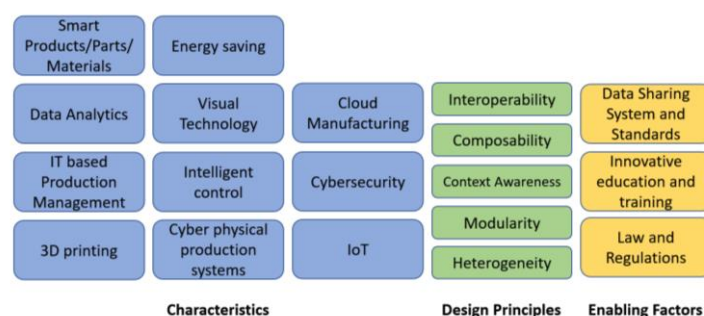 Smart
Products/Parts/
Materials
Energy saving
Data Analytics
Visual
Technology
Cloud
Manufacturing
IT based
Production
Management
Intelligent
control
Cybersecurity
3D printing
Cyber physical
production
systems
IoT
Interoperability
Composability
Context Awareness
Modularity
Heterogeneity
Data Sharing
System and
Standards
Innovative
education and
training
Law and
Regulations
Characteristics
Design Principles
Enabling Factors